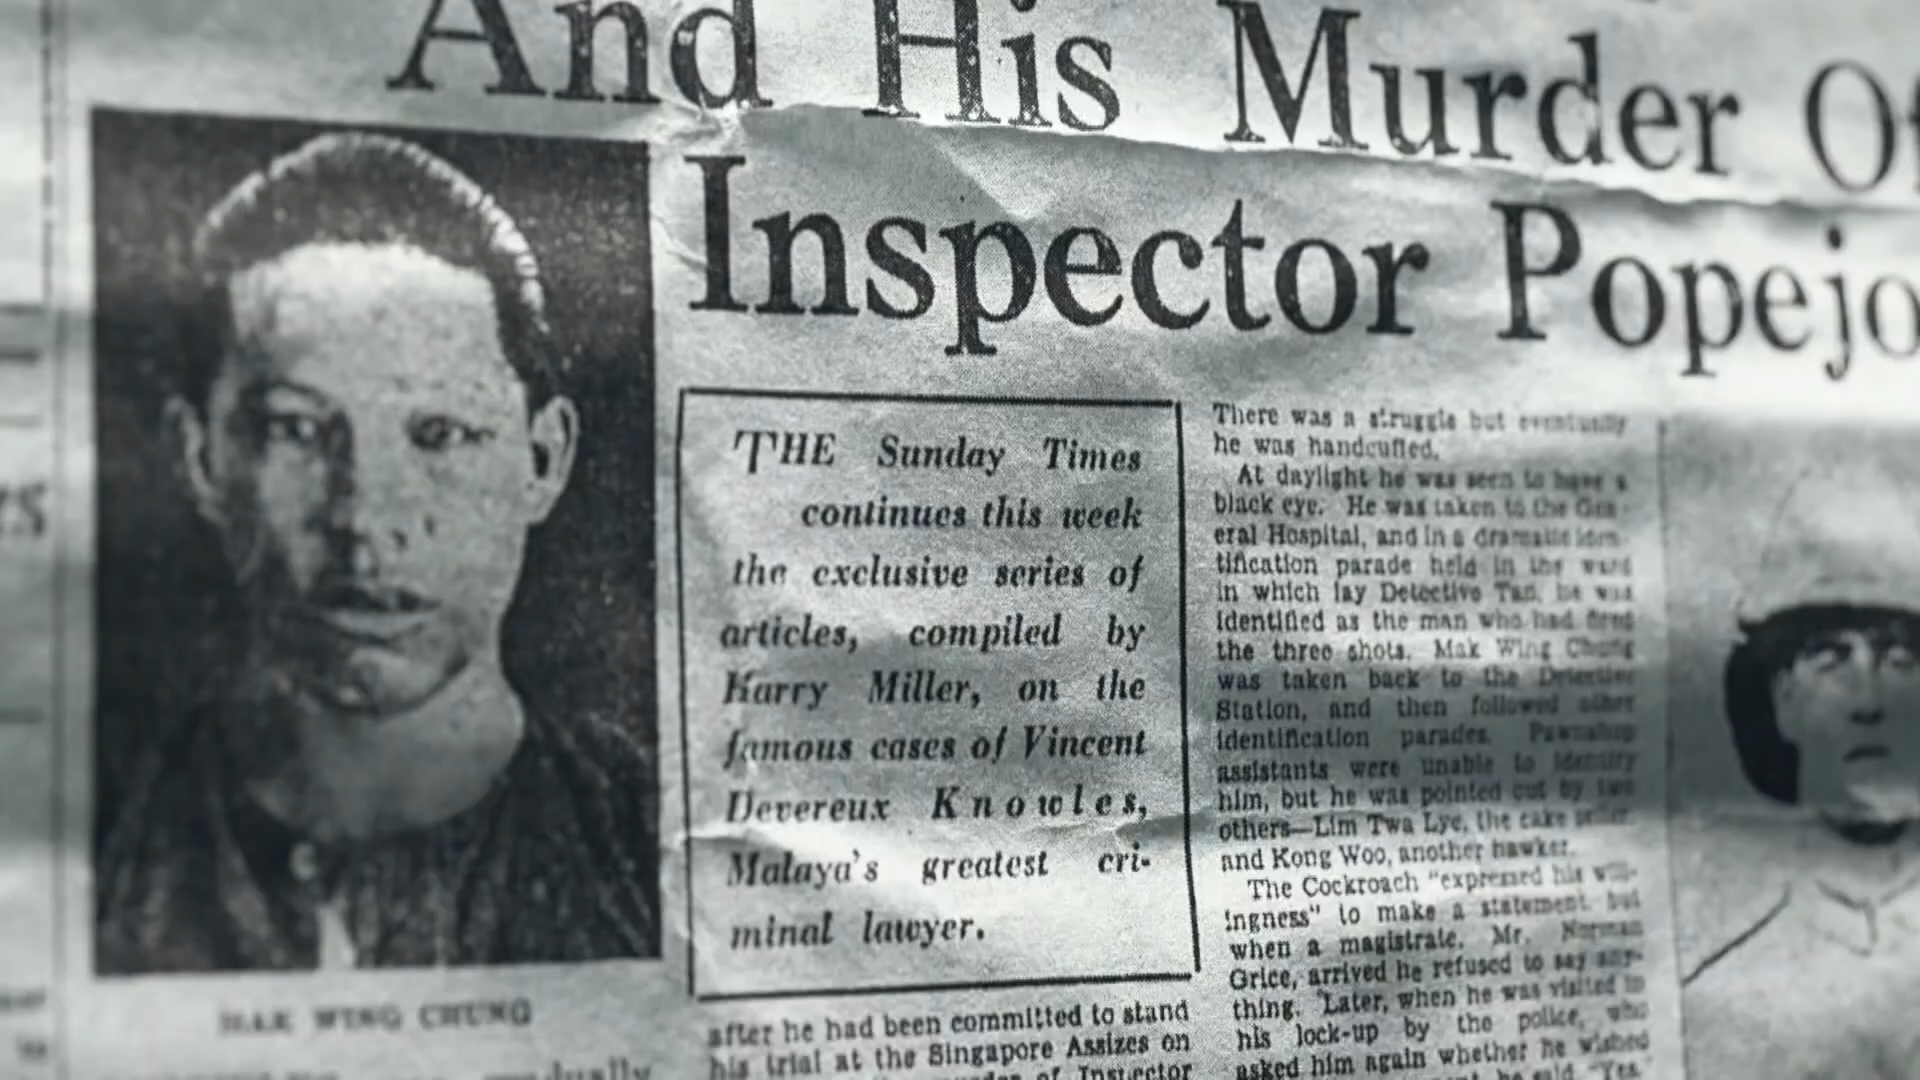 And His Murder Of
Inspector Popejo
THE Sunday Times
continues this week
the exclusive series of
articles, compiled by
Harry Miller, on the
famous cases of Vincent
Devereux Knowles,
Malaya's greatest cri-
minal lawyer.
MAK WING CHUNG
after he had been committed to stand
his trial at the Singapore Assizes on
of Inspector
There was a struggle but eventually
he was handcuffed.
At daylight he was seen to have a
black eye. He was taken to the Gen-
eral Hospital, and in a dramatic iden-
tification parade held in the ward
in which lay Detective Tan, he was
identified as the man who had fired
the three shots. Mak Wing Chung
was taken back to the Detective
Station, and then followed other
identification parades. Pawnshop
assistants were unable to identify
him, but he was pointed out by two
others—Lim Twa Lye, the cake seller
and Kong Woo, another hawker.
The Cockroach "expressed his will-
ingness" to make a statement but
when a magistrate, Mr. Norman
Grice, arrived he refused to say any-
thing. Later, when he was visited in
his lock-up by the police, who
asked him again whether he wished
he said "Yes